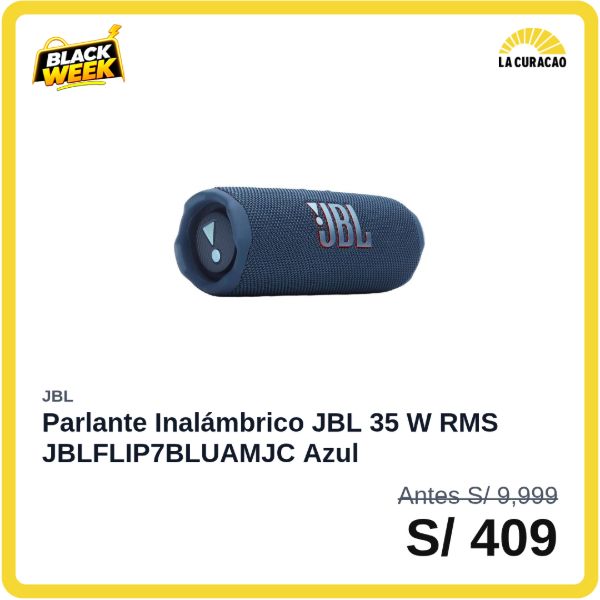 BLACK
WEEK
LA CURACAO
JBL
JBL
Parlante Inalámbrico JBL 35 W RMS
JBLFLIP7BLUAMJC Azul
Antes S/ 9,999
S/ 409